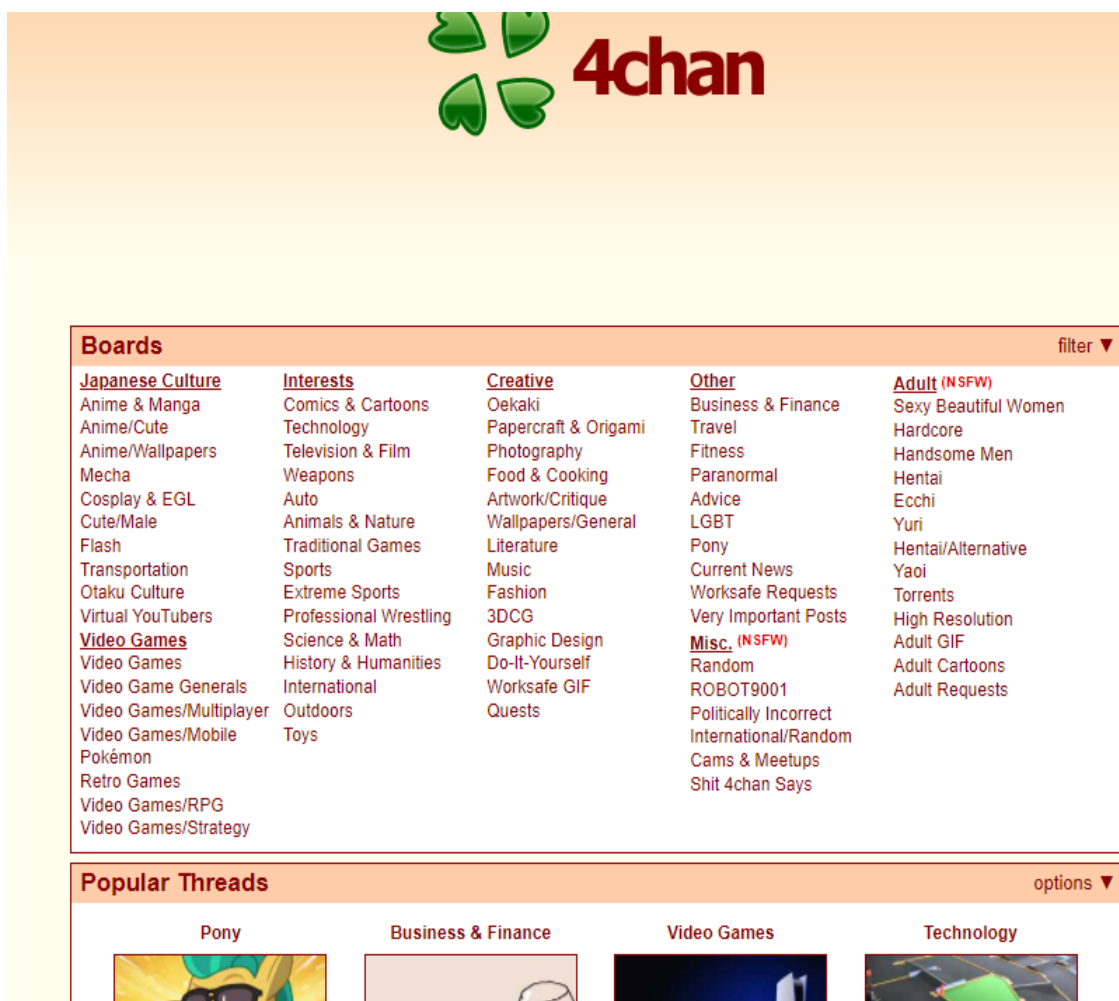 4chan
Boards
filter ▼
Japanese Culture
Anime & Manga
Anime/Cute
Anime/Wallpapers
Mecha
Cosplay & EGL
Cute/Male
Flash
Transportation
Otaku Culture
Virtual YouTubers
Video Games
Video Games
Video Game Generals
Video Games/Multiplayer
Video Games/Mobile
Pokémon
Retro Games
Video Games/RPG
Video Games/Strategy
Interests
Comics & Cartoons
Technology
Television & Film
Weapons
Auto
Animals & Nature
Traditional Games
Sports
Extreme Sports
Professional Wrestling
Science & Math
History & Humanities
International
Outdoors
Toys
Creative
Oekaki
Papercraft & Origami
Photography
Food & Cooking
Artwork/Critique
Wallpapers/General
Literature
Music
Fashion
3DCG
Graphic Design
Do-It-Yourself
Worksafe GIF
Quests
Other
Business & Finance
Travel
Fitness
Paranormal
Advice
LGBT
Pony
Current News
Worksafe Requests
Very Important Posts
Misc. (NSFW)
Random
ROBOT9001
Politically Incorrect
International/Random
Cams & Meetups
Shit 4chan Says
Adult (NSFW)
Sexy Beautiful Women
Hardcore
Handsome Men
Hentai
Ecchi
Yuri
Hentai/Alternative
Yaoi
Torrents
High Resolution
Adult GIF
Adult Cartoons
Adult Requests
Popular Threads
options ▼
Pony
Business & Finance
Video Games
Technology